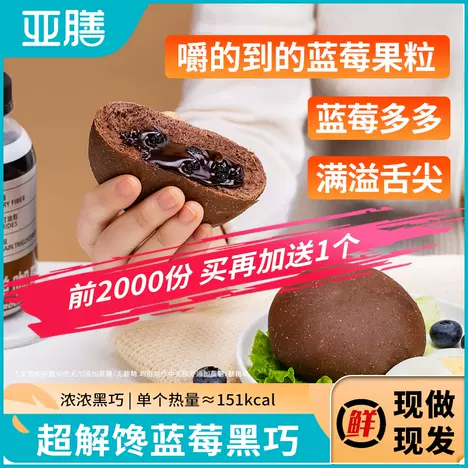 亚膳
嚼的到的蓝莓果粒
蓝莓多多
满溢舌尖
前2000份 买再加送1个
浓浓黑巧 | 单个热量≈151kcal
超解馋蓝莓黑巧
鲜
现做
现发